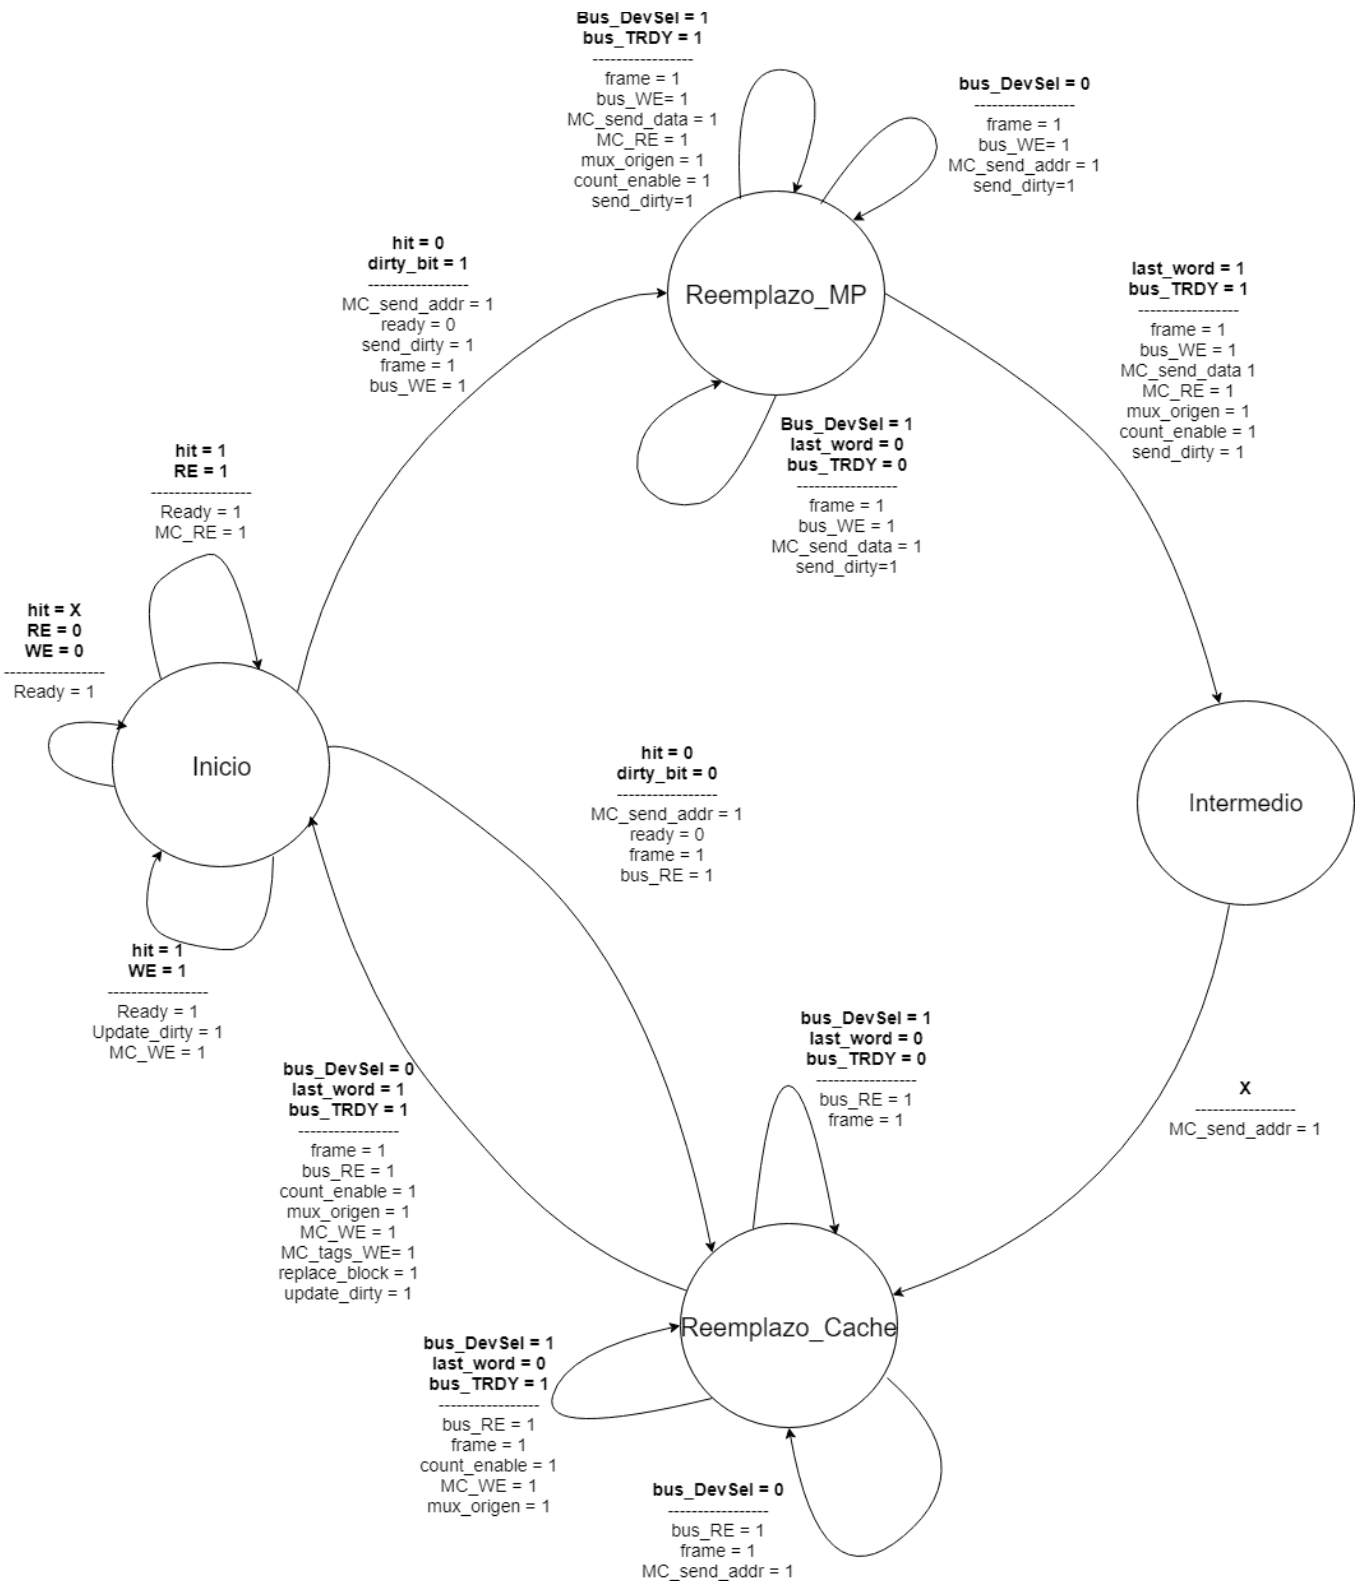 Bus_DevSel = 1
bus_TRDY = 1
-----------------
frame = 1
bus_WE= 1
MC_send_data = 1
MC_RE = 1
mux_origen = 1
count_enable = 1
send_dirty=1
bus_DevSel = 0
-----------------
frame = 1
bus_WE= 1
MC_send_addr = 1
send_dirty=1
hit = 0
dirty_bit = 1
-----------------
MC_send_addr = 1
ready = 0
send_dirty = 1
frame = 1
bus_WE = 1
Reemplazo_MP
last_word = 1
bus_TRDY = 1
-----------------
frame = 1
bus_WE = 1
MC_send_data 1
MC_RE = 1
mux_origen = 1
count_enable = 1
send_dirty = 1
Bus_DevSel = 1
last_word = 0
bus_TRDY = 0
-----------------
frame = 1
bus_WE = 1
MC_send_data = 1
send_dirty=1
hit = 1
RE = 1
-----------------
Ready = 1
MC_RE = 1
hit = X
RE = 0
WE = 0
-----------------
Ready = 1
Inicio
hit = 0
dirty_bit = 0
-----------------
MC_send_addr = 1
ready = 0
frame = 1
bus_RE = 1
Intermedio
hit = 1
WE = 1
-----------------
Ready = 1
Update_dirty = 1
MC_WE = 1
bus_DevSel = 0
last_word = 1
bus_TRDY = 1
-----------------
frame = 1
bus_RE = 1
count_enable = 1
mux_origen = 1
MC_WE = 1
MC_tags_WE= 1
replace_block = 1
update_dirty = 1
bus_DevSel = 1
last_word = 0
bus_TRDY = 0
-----------------
bus_RE = 1
frame = 1
X
-----------------
MC_send_addr = 1
Reemplazo_Cache
bus_DevSel = 1
last_word = 0
bus_TRDY = 1
-----------------
bus_RE = 1
frame = 1
count_enable = 1
MC_WE = 1
mux_origen = 1
bus_DevSel = 0
-----------------
bus_RE = 1
frame = 1
MC_send_addr = 1